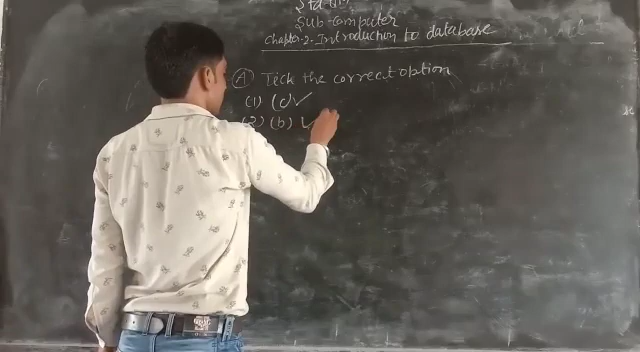 Sub-Computer
Chapter-2-Introduction to database
(A) Tick the correct option
(1) (c) ✓
(2) (b) ✓